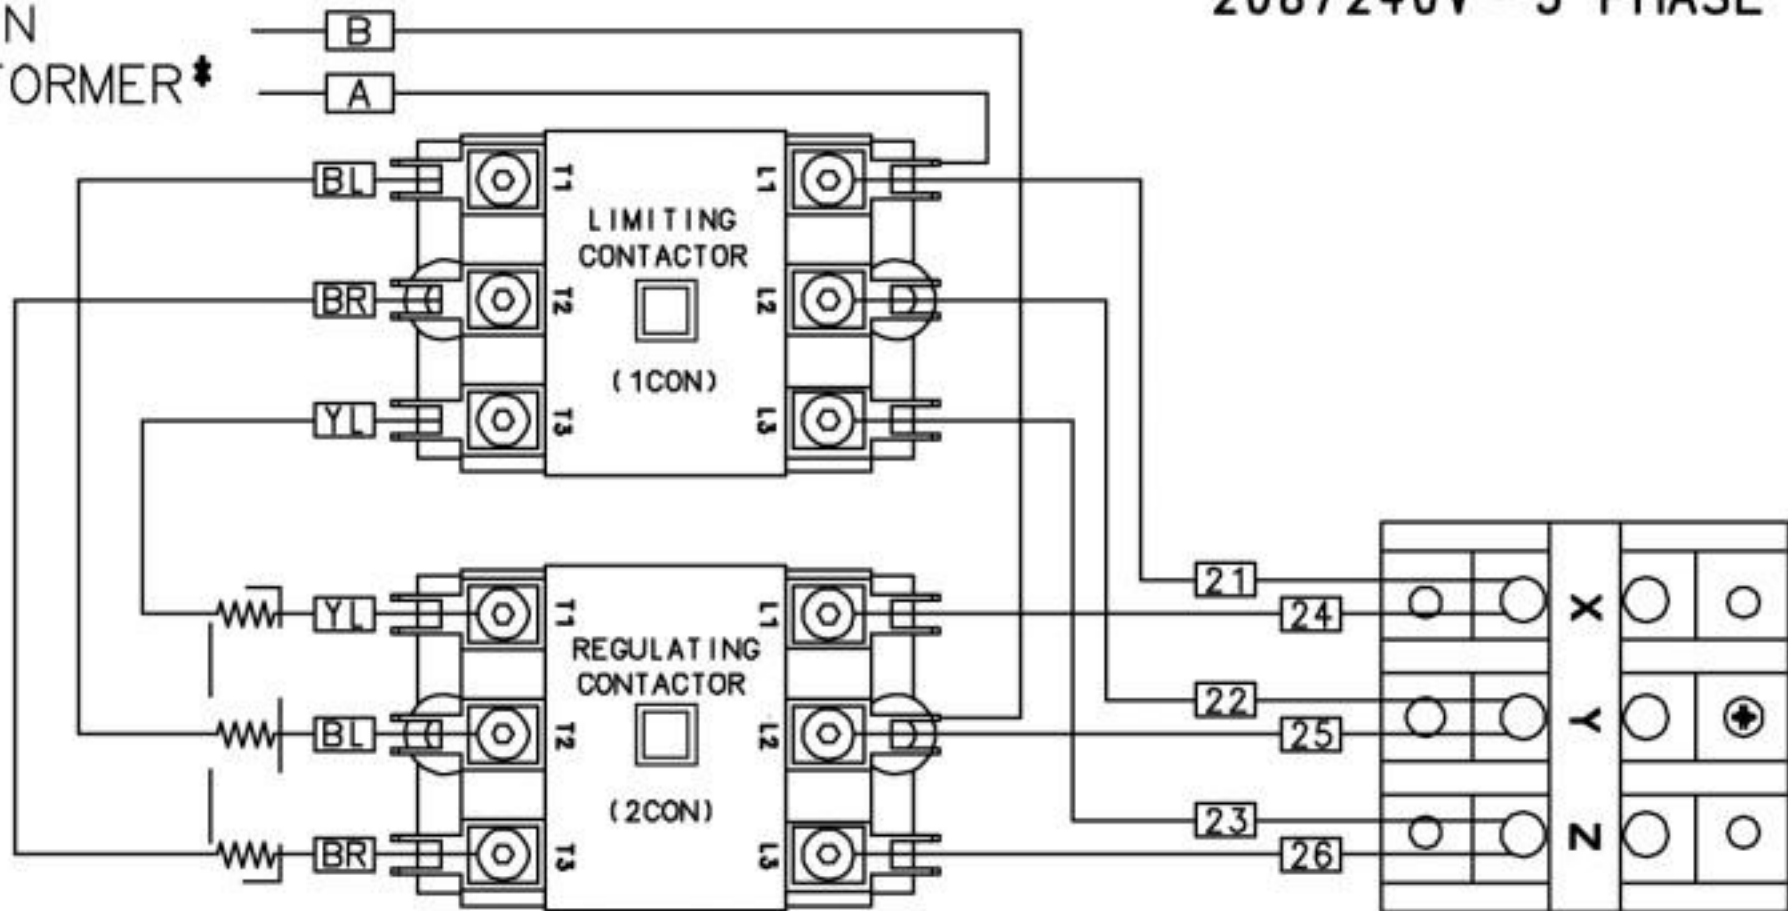 208/240V - 3 PHASE
N
B
TORMER*
A
BL
T1
L1
LIMITING
CONTACTOR
BR
T2
L2
(1CON)
YL
T3
L3
21
X
YL
T1
L1
24
REGULATING
CONTACTOR
22
Y
BL
T2
L2
25
(2CON)
23
Z
BR
T3
L3
26